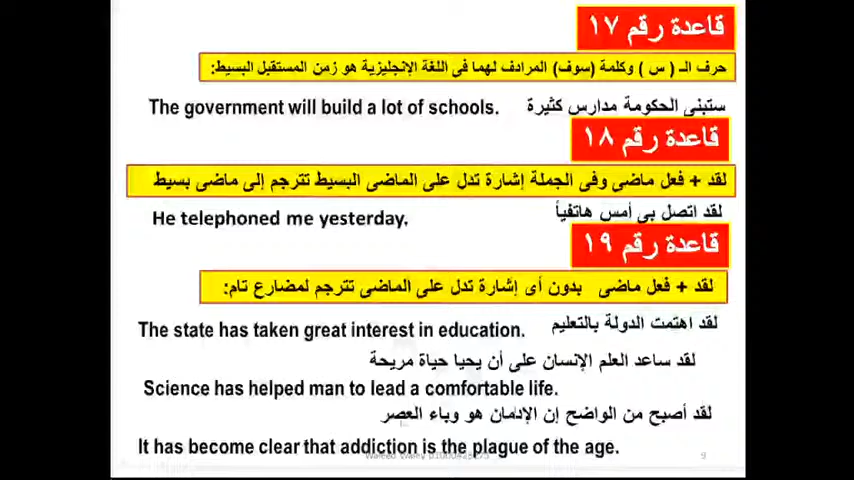 قاعدة رقم ١٧
حرف الـ ( س ) وكلمة (سوف) المرادف لهما فى اللغة الإنجليزية هو زمن المستقبل البسيط:
ستبنى الحكومة مدارس كثيرة The government will build a lot of schools.
قاعدة رقم ١٨
لقد + فعل ماضى وفى الجملة إشارة تدل على الماضى البسيط تترجم إلى ماضى بسيط
لقد اتصل بى أمس هاتفياً He telephoned me yesterday.
قاعدة رقم ١٩
لقد + فعل ماضى بدون أى إشارة تدل على الماضى تترجم لمضارع تام:
لقد اهتمت الدولة بالتعليم The state has taken great interest in education.
لقد ساعد العلم الإنسان على أن يحيا حياة مريحة
Science has helped man to lead a comfortable life.
لقد أصبح من الواضح إن الإدمان هو وباء العصر
It has become clear that addiction is the plague of the age.
9